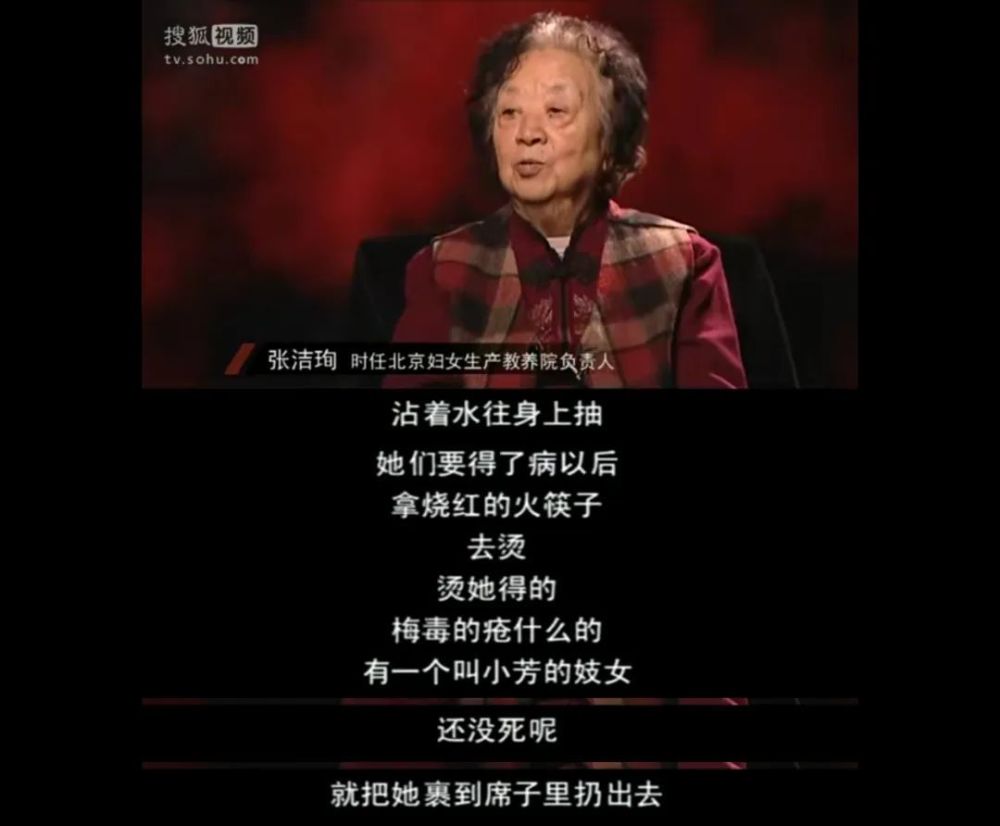 搜狐视频
tv.sohu.com
张洁珣 时任北京妇女生产教养院负责人
沾着水往身上抽
她们要得了病以后
拿烧红的火筷子
去烫
烫她得的
梅毒的疮什么的
有一个叫小芳的妓女
还没死呢
就把她裹到席子里扔出去